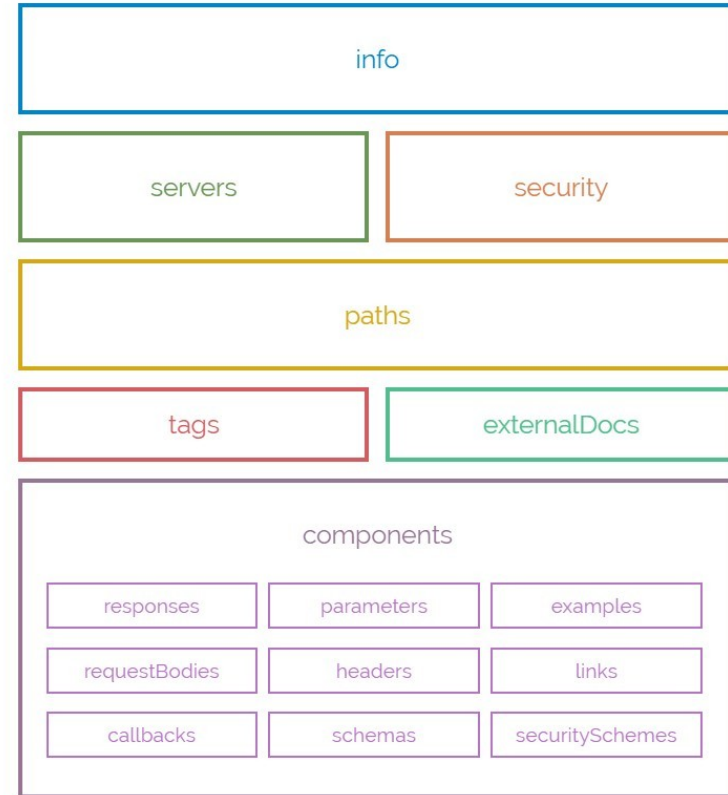 info
servers security
paths
tags externalDocs
components
responses parameters examples
requestBodies headers links
callbacks schemas securitySchemes